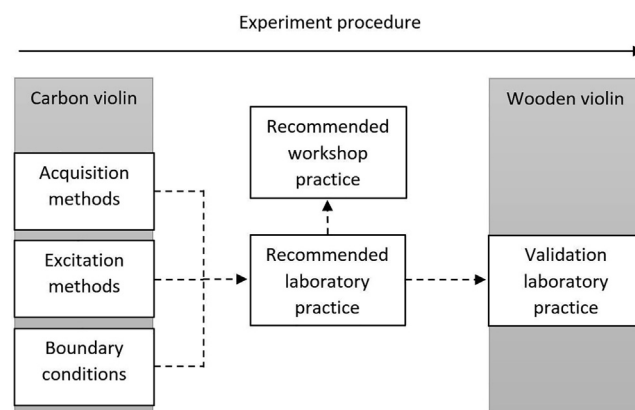 Experiment procedure
Carbon violin
Wooden violin
Recommended
workshop
practice
Acquisition
methods
Excitation
methods
Recommended
laboratory
practice
Validation
laboratory
practice
Boundary
conditions